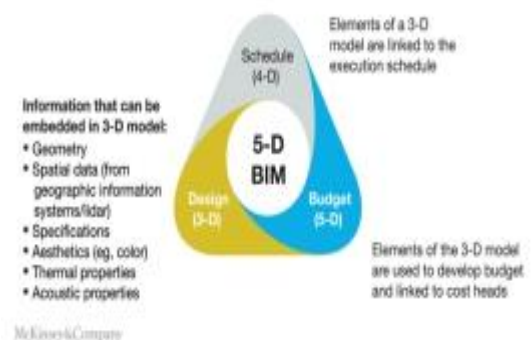 Elements of a 3-D
model are linked to the
execution schedule
Schedule
(4-D)
Information that can be
embedded in 3-D model:
• Geometry
• Spatial data (from
geographic information
systems/lidar)
• Specifications
• Aesthetics (eg, color)
• Thermal properties
• Acoustic properties
5-D
BIM
Design
(3-D)
Budget
(5-D)
Elements of the 3-D model
are used to develop budget
and linked to cost heads
McKinsey&Company